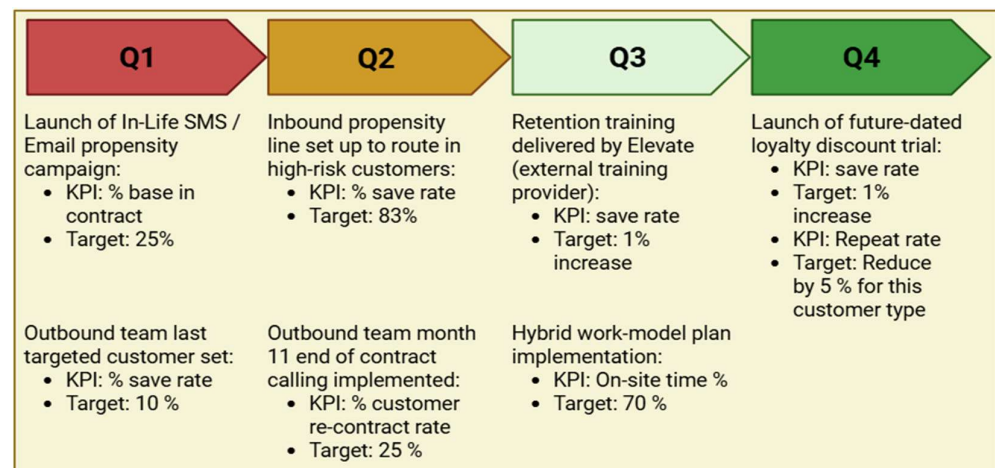 Q1
Q2
Q3
Q4
Launch of In-Life SMS /
Email propensity
campaign:
• KPI: % base in
contract
• Target: 25%
Inbound propensity
line set up to route in
high-risk customers:
• KPI: % save rate
• Target: 83%
Retention training
delivered by Elevate
(external training
provider):
• KPI: save rate
• Target: 1%
increase
Launch of future-dated
loyalty discount trial:
• KPI: save rate
• Target: 1%
increase
• KPI: Repeat rate
• Target: Reduce
by 5 % for this
customer type
Outbound team last
targeted customer set:
• KPI: % save rate
• Target: 10 %
Outbound team month
11 end of contract
calling implemented:
• KPI: % customer
re-contract rate
• Target: 25 %
Hybrid work-model plan
implementation:
• KPI: On-site time %
• Target: 70 %